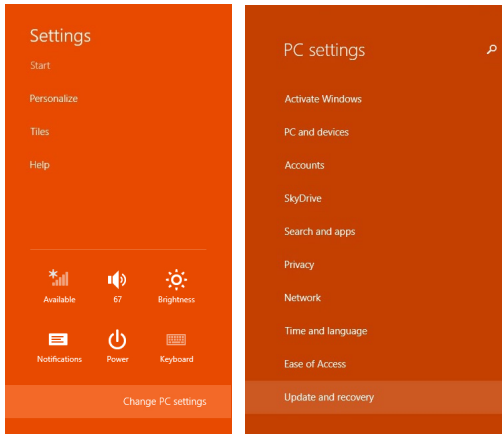 Settings
Start
Personalize
Tiles
Help
Available
67
Brightness
Notifications
Power
Keyboard
Change PC settings
PC settings
Activate Windows
PC and devices
Accounts
SkyDrive
Search and apps
Privacy
Network
Time and language
Ease of Access
Update and recovery